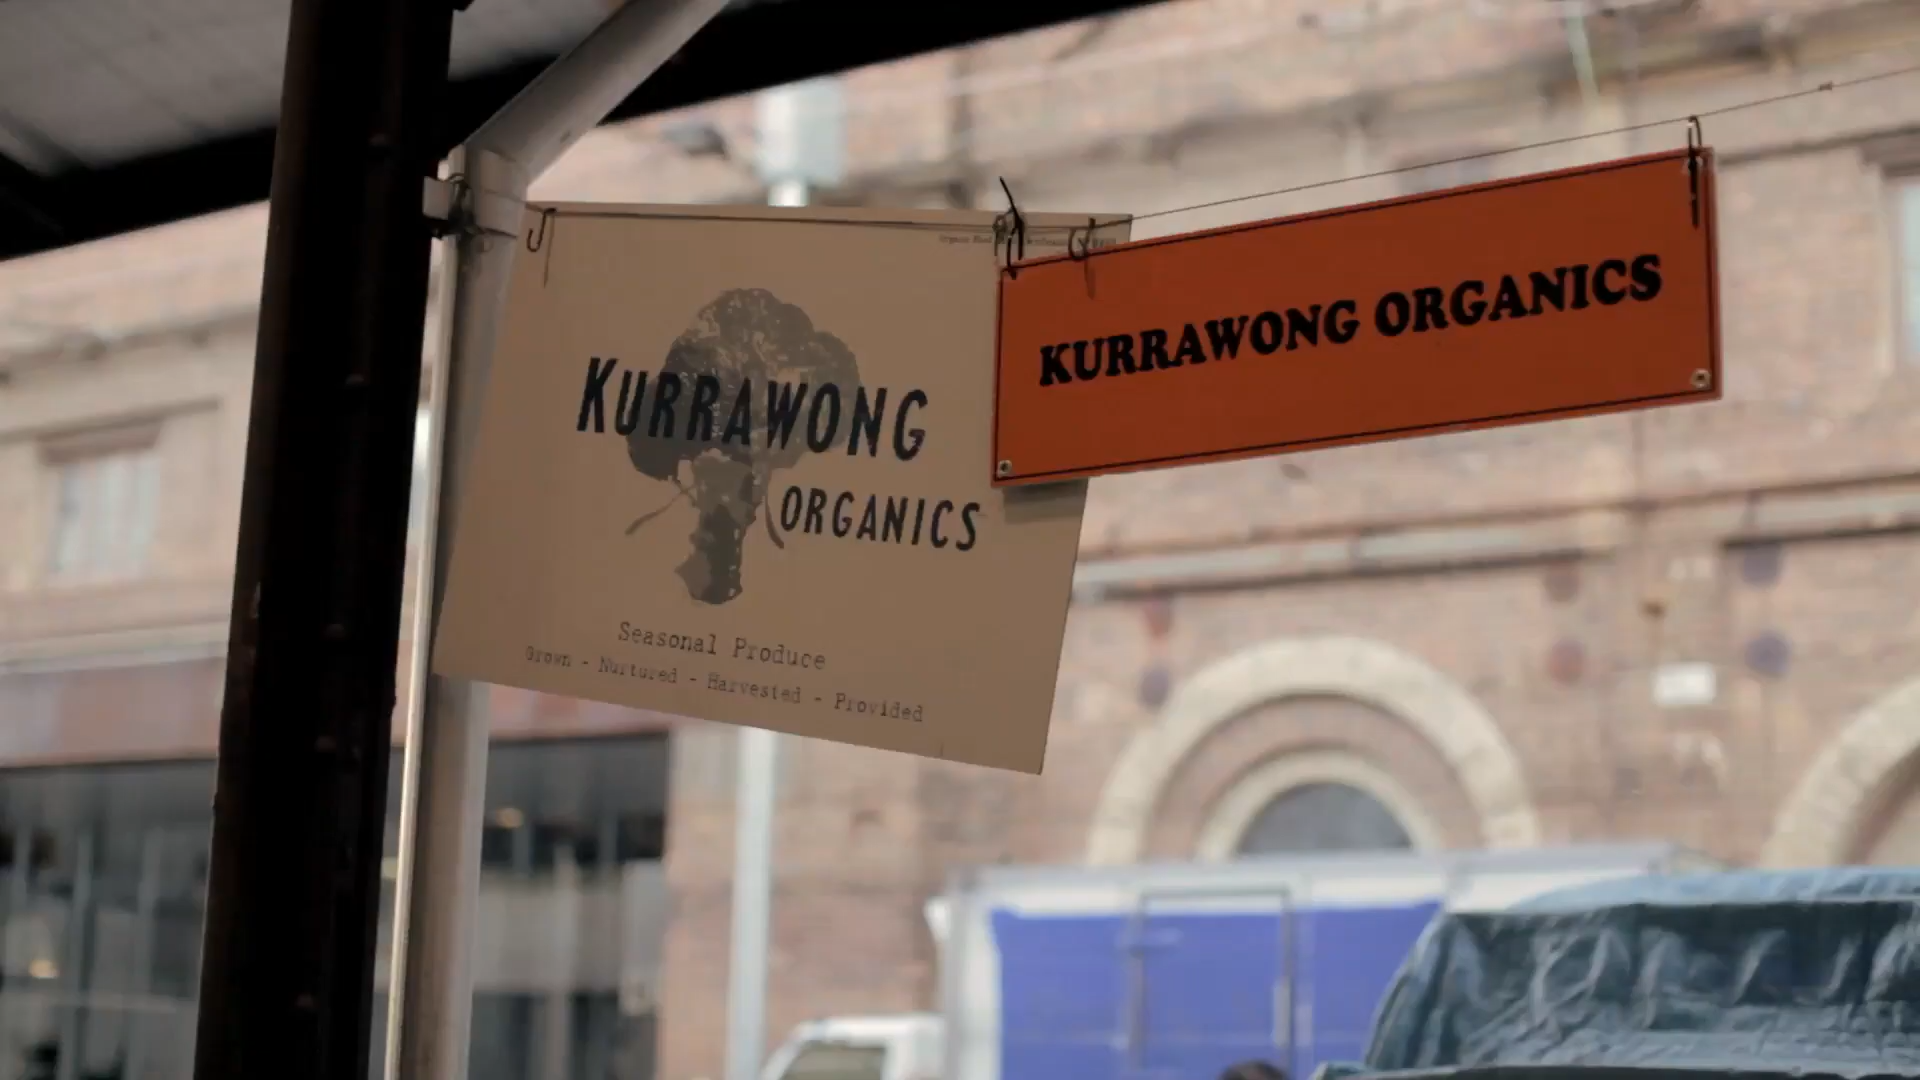 KURRAWONG
ORGANICS
Seasonal Produce
Grown - Nurtured - Harvested - Provided
KURRAWONG ORGANICS